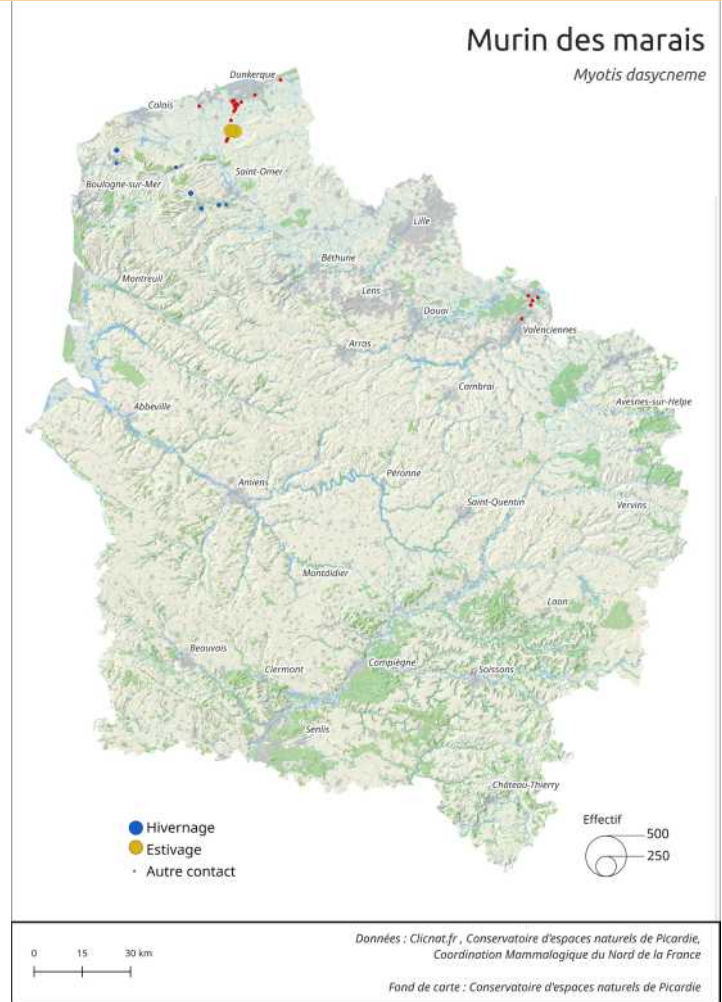 Murin des marais
Myotis dasycneme
Dunkerque
Calais
Saint-Omer
Boulogne-sur-Mer
Lille
Béthune
Montreuil
Lens
Douai
Valenciennes
Arras
Cambrai
Avesnes-sur-Helpe
Abbeville
Péronne
Amiens
Saint-Quentin
Vervins
Montdidier
Laon
Beauvais
Clermont
Compiègne
Soissons
Senlis
Château-Thierry
Hivernage
Estivage
Autre contact
Effectif
500
250
Données : Clicnat.fr , Conservatoire d'espaces naturels de Picardie,
Coordination Mammalogique du Nord de la France
0 15 30 km
Fond de carte : Conservatoire d'espaces naturels de Picardie